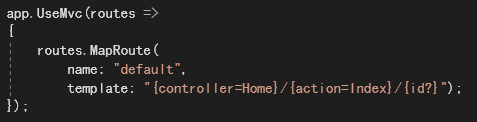 app.UseMvc(routes =>
{
    routes.MapRoute(
        name: "default",
        template: "{controller=Home}/{action=Index}/{id?}");
});